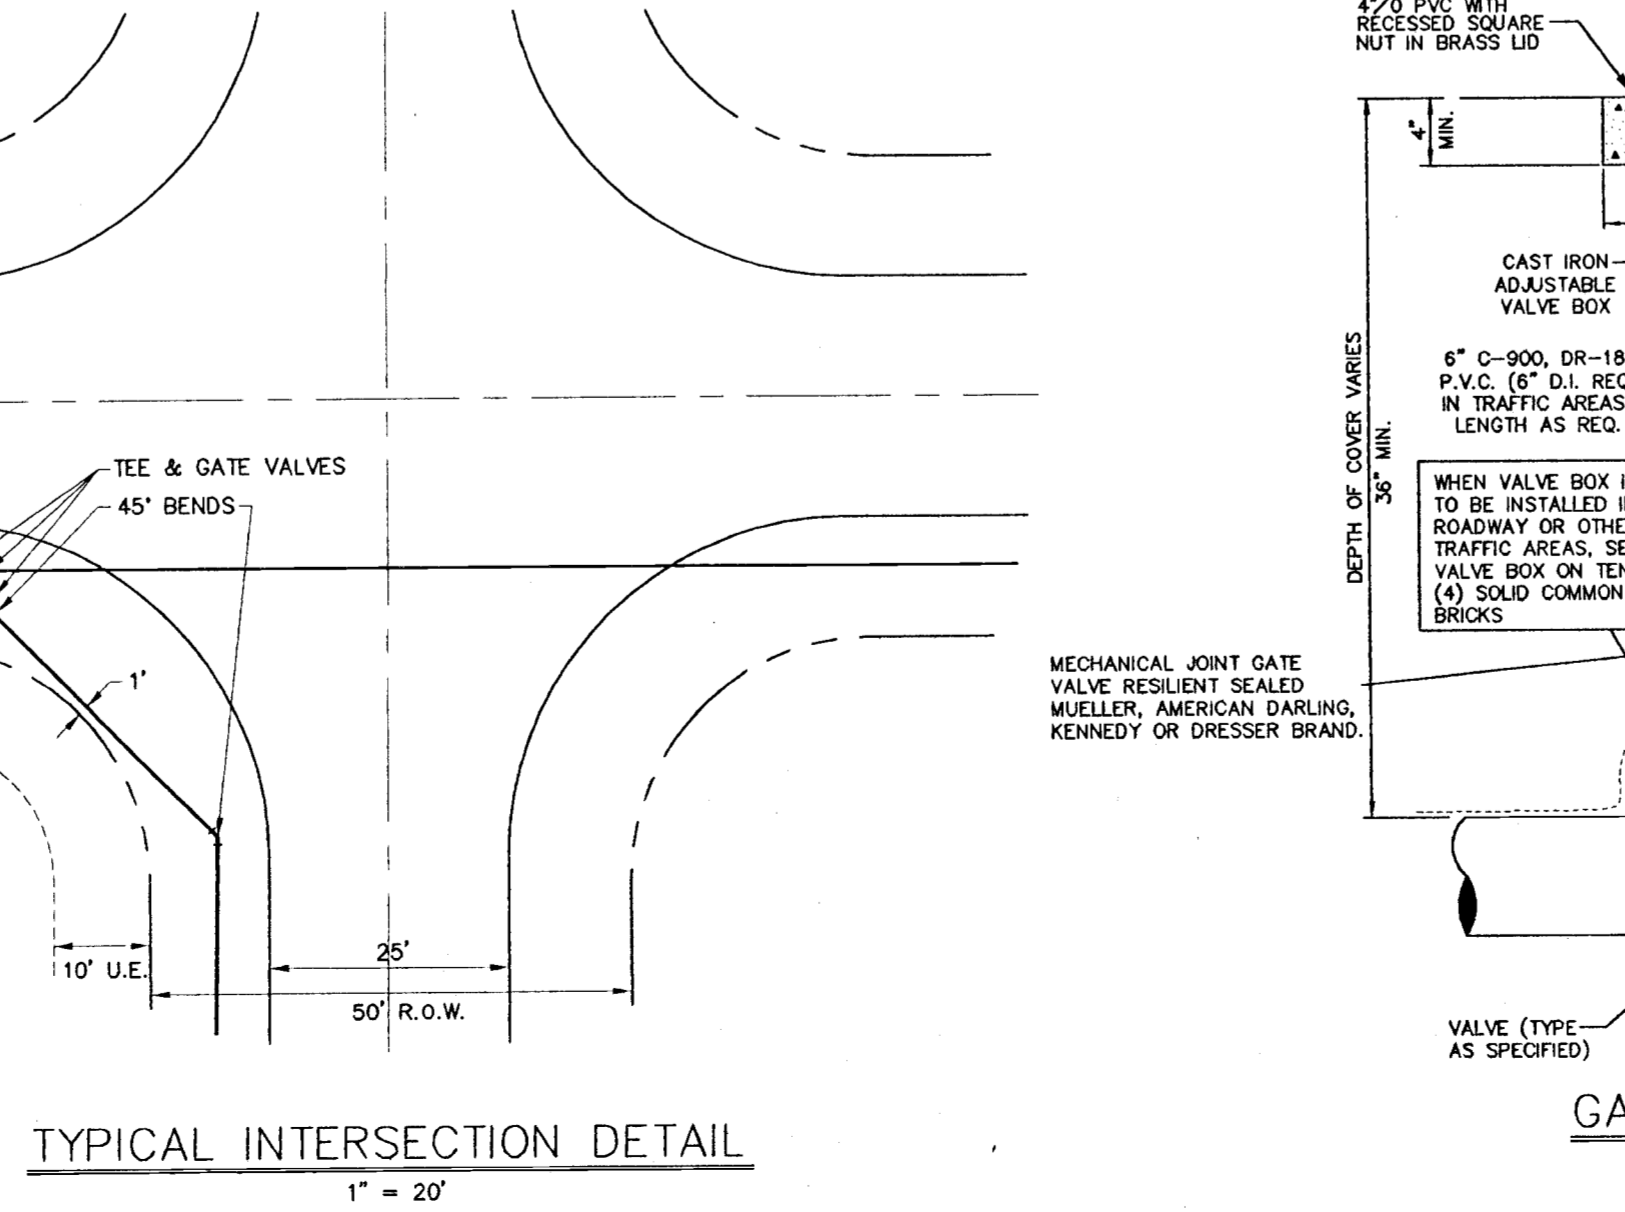 TEE & GATE VALVES
45° BENDS
1'
10' U.E.
25'
50' R.O.W.
TYPICAL INTERSECTION DETAIL
1" = 20'
4"/0 PVC WITH
RECESSED SQUARE
NUT IN BRASS LID
4"
MIN.
CAST IRON
ADJUSTABLE
VALVE BOX
6" C-900, DR-18
P.V.C. (6" D.I. REQ
IN TRAFFIC AREAS
LENGTH AS REQ.
DEPTH OF COVER VARIES
36" MIN.
WHEN VALVE BOX I
TO BE INSTALLED I
ROADWAY OR OTHE
TRAFFIC AREAS, SE
VALVE BOX ON TEN
(4) SOLID COMMON
BRICKS
MECHANICAL JOINT GATE
VALVE RESILIENT SEALED
MUELLER, AMERICAN DARLING,
KENNEDY OR DRESSER BRAND.
VALVE (TYPE
AS SPECIFIED)
GA